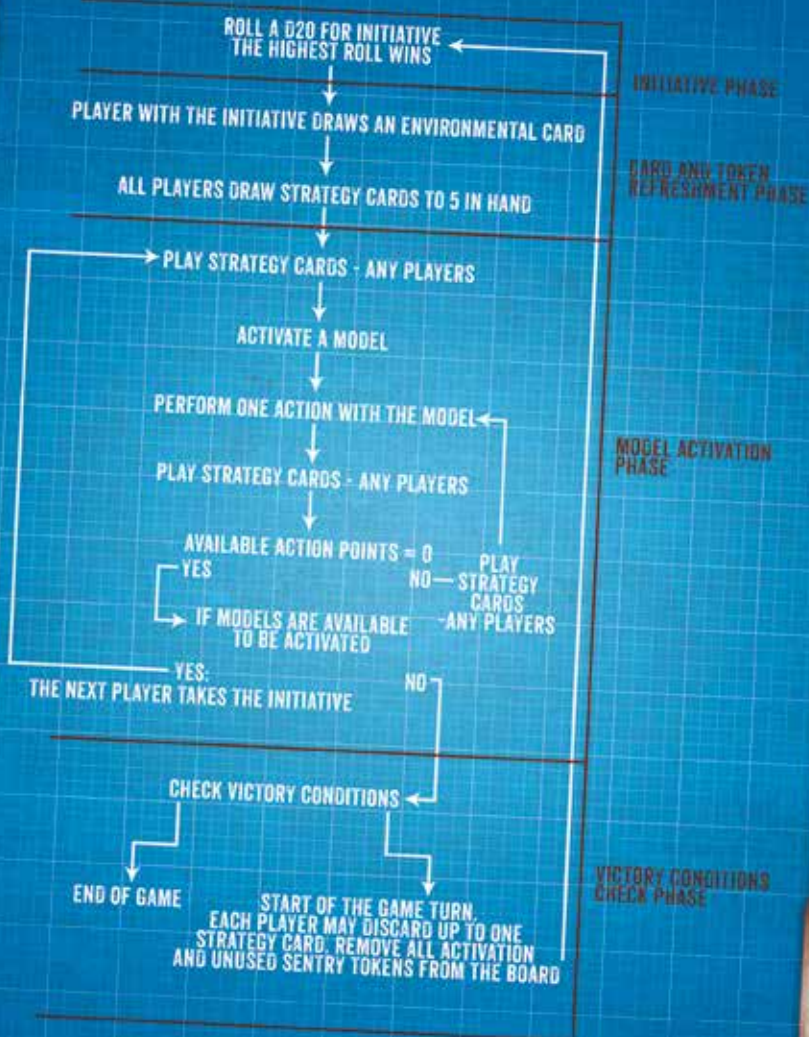 ROLL A D20 FOR INITIATIVE
THE HIGHEST ROLL WINS
INITIATIVE PHASE
PLAYER WITH THE INITIATIVE DRAWS AN ENVIRONMENTAL CARD
CARD AND TOKEN
REFRESHMENT PHASE
ALL PLAYERS DRAW STRATEGY CARDS TO 5 IN HAND
PLAY STRATEGY CARDS - ANY PLAYERS
ACTIVATE A MODEL
PERFORM ONE ACTION WITH THE MODEL
MODEL ACTIVATION
PHASE
PLAY STRATEGY CARDS - ANY PLAYERS
AVAILABLE ACTION POINTS = 0
YES
NO
PLAY
STRATEGY
CARDS
-ANY PLAYERS
IF MODELS ARE AVAILABLE
TO BE ACTIVATED
YES:
THE NEXT PLAYER TAKES THE INITIATIVE
NO
CHECK VICTORY CONDITIONS
VICTORY CONDITIONS
CHECK PHASE
END OF GAME
START OF THE GAME TURN.
EACH PLAYER MAY DISCARD UP TO ONE
STRATEGY CARD. REMOVE ALL ACTIVATION
AND UNUSED SENTRY TOKENS FROM THE BOARD